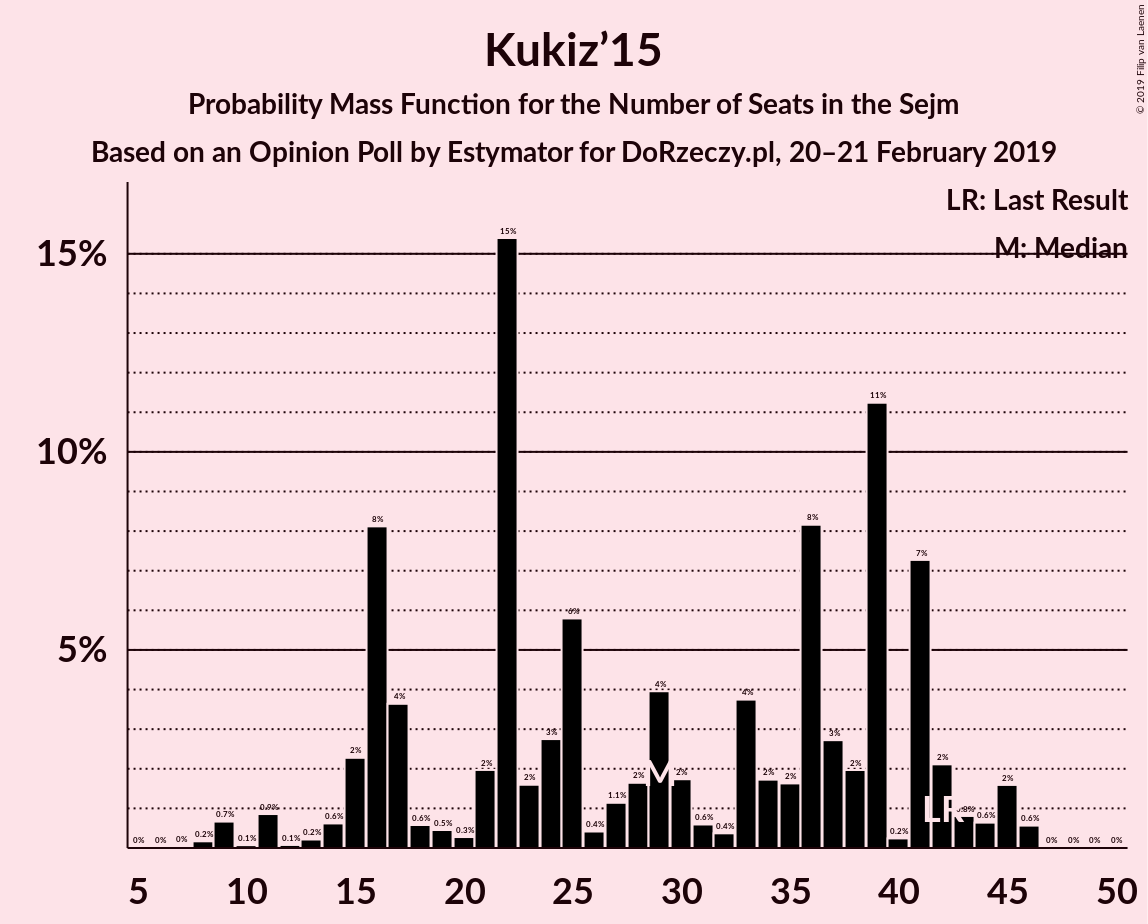 Kukiz’15
Probability Mass Function for the Number of Seats in the Sejm
Based on an Opinion Poll by Estymator for DoRzeczy.pl, 20–21 February 2019
© 2019 Filip van Laenen
LR: Last Result
M: Median
15%
10%
5%
0% 0% 0% 0.2% 0.7% 0.1% 0.9% 0.1% 0.2% 0.6% 2% 8% 4% 0.6% 0.5% 0.3% 2% 15% 2% 3% 6% 0.4% 1.1% 2% 4% 2% 0.6% 0.4% 4% 2% 2% 8% 3% 2% 11% 0.2% 7% 2% 0.8% 0.6% 2% 0.6% 0% 0% 0% 0%
M
LR
5 10 15 20 25 30 35 40 45 50